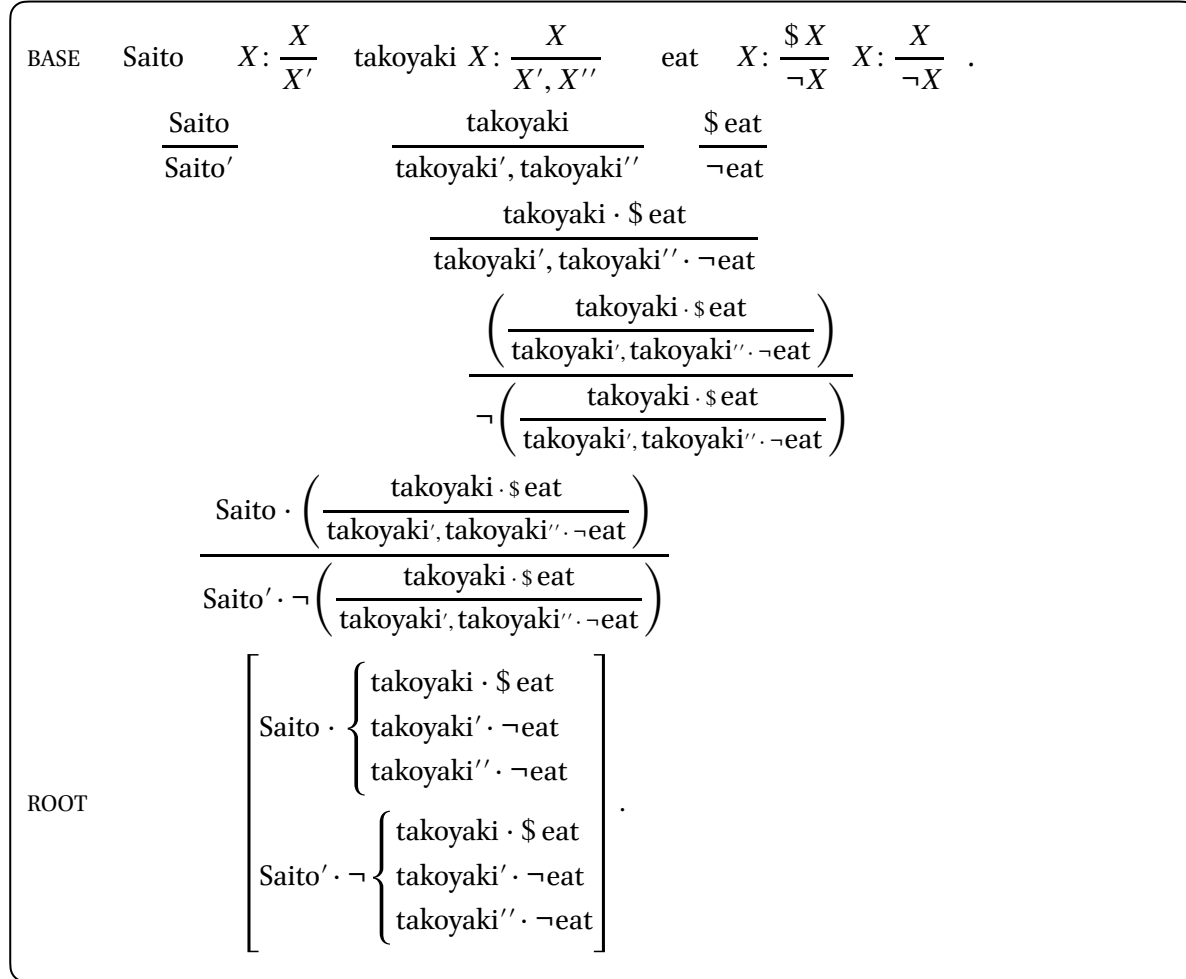 BASE Saito X: X/X′ takoyaki X: X/X′, X′′ eat X: $ X/¬X X: X/¬X .
Saito takoyaki $ eat
Saito′ takoyaki′, takoyaki′′ ¬eat
takoyaki · $ eat
takoyaki′, takoyaki′′ · ¬eat
( takoyaki · $ eat
takoyaki′, takoyaki′′ · ¬eat )
¬ ( takoyaki · $ eat
takoyaki′, takoyaki′′ · ¬eat )
Saito · ( takoyaki · $ eat
takoyaki′, takoyaki′′ · ¬eat )
Saito′ · ¬ ( takoyaki · $ eat
takoyaki′, takoyaki′′ · ¬eat )
takoyaki · $ eat
Saito · { takoyaki′ · ¬eat
takoyaki′′ · ¬eat
ROOT .
takoyaki · $ eat
Saito′ · ¬ { takoyaki′ · ¬eat
takoyaki′′ · ¬eat